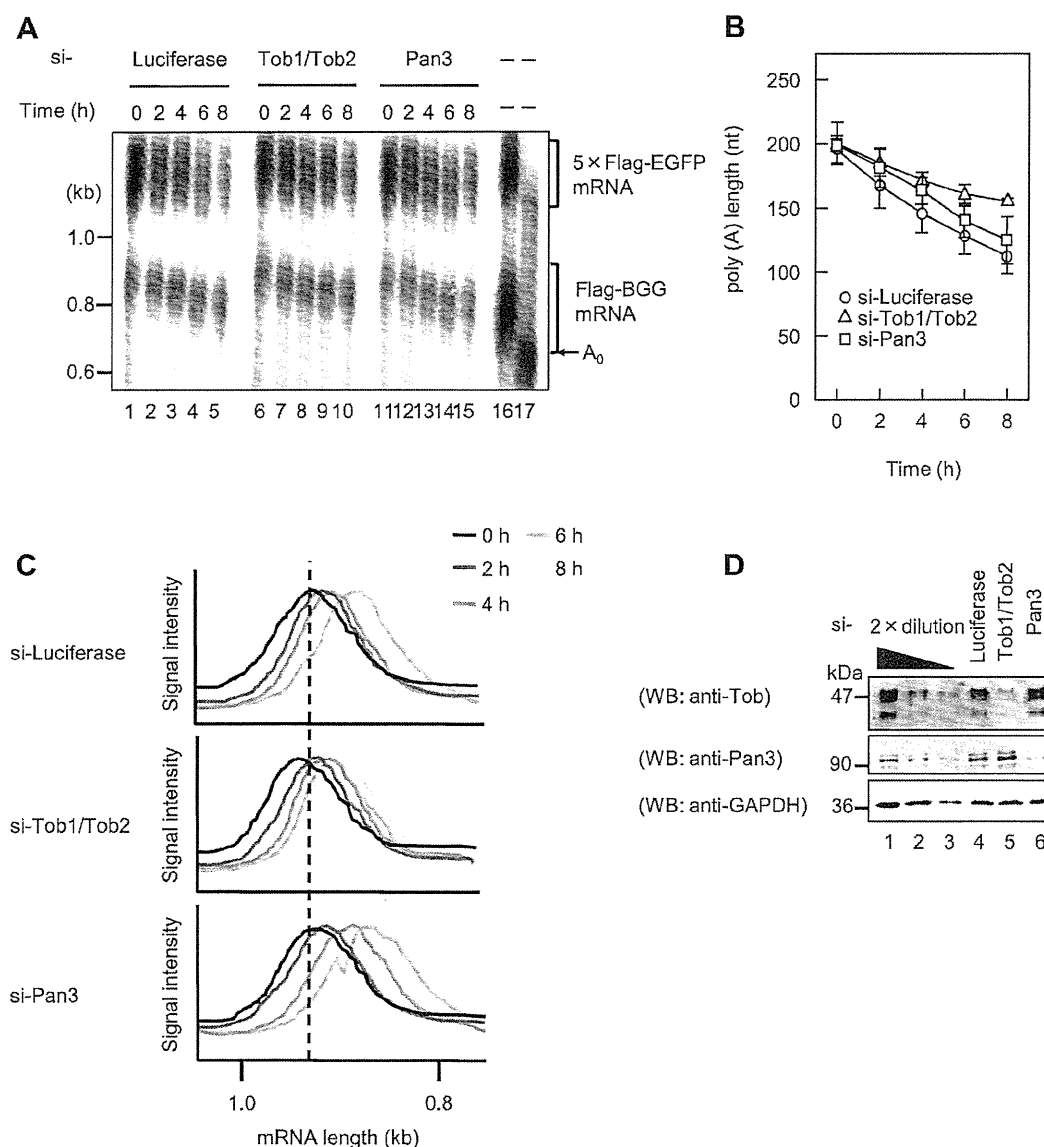 A
si- Luciferase Tob1/Tob2 Pan3 – –
Time (h) 0 2 4 6 8 0 2 4 6 8 0 2 4 6 8 – –
(kb)
1.0
0.8
0.6
5 × Flag-EGFP
mRNA
Flag-BGG
mRNA
A0
1 2 3 4 5 6 7 8 9 10 11 12 13 14 15 16 17
B
poly (A) length (nt)
250
200
150
100
50
0
si-Luciferase
si-Tob1/Tob2
si-Pan3
0 2 4 6 8
Time (h)
C
0 h 6 h
2 h 8 h
4 h
si-Luciferase
Signal intensity
si-Tob1/Tob2
Signal intensity
si-Pan3
Signal intensity
1.0 0.8
mRNA length (kb)
D
si- 2 × dilution Luciferase Tob1/Tob2 Pan3
kDa
(WB: anti-Tob) 47
(WB: anti-Pan3) 90
(WB: anti-GAPDH) 36
1 2 3 4 5 6